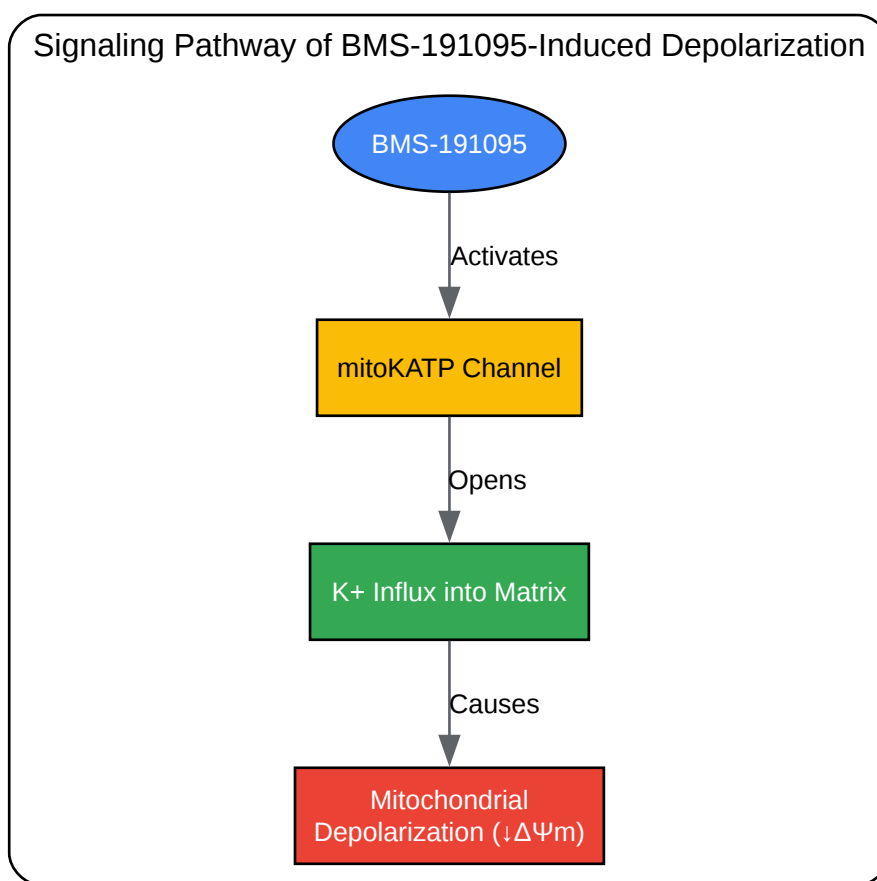 Signaling Pathway of BMS-191095-Induced Depolarization
BMS-191095
Activates
mitoKATP Channel
Opens
K+ Influx into Matrix
Causes
Mitochondrial
Depolarization (↓ΔΨm)